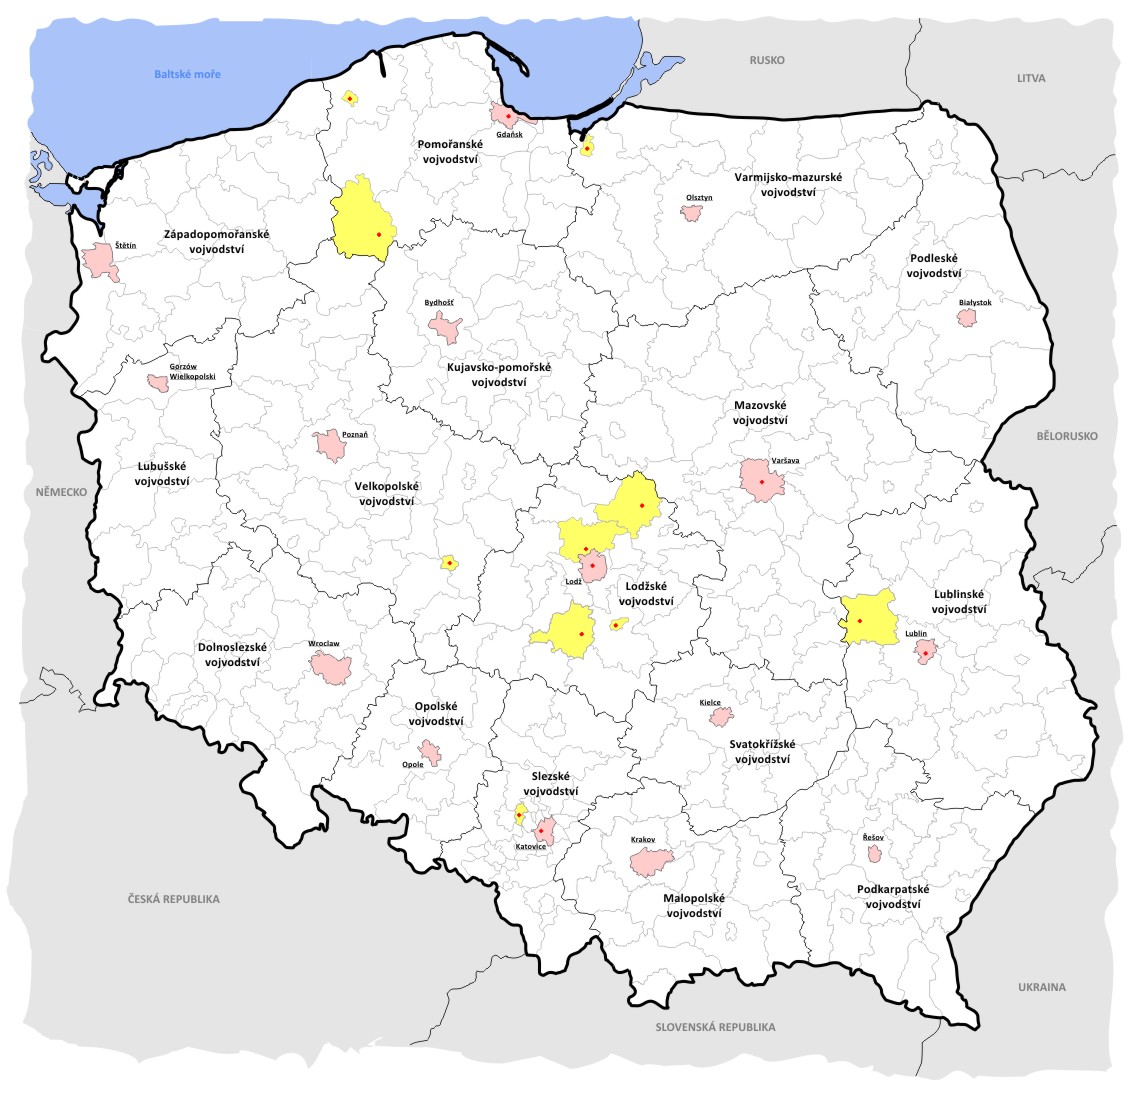 RUSKO
Baltské moře
LITVA
Gdańsk
Pomořanské
vojvodství
Varmijsko-mazurské
vojvodství
Olsztyn
Západopomořanské
vojvodství
Štětín
Podleské
vojvodství
Bydhošť
Białystok
Gorzów
Wielkopolski
Kujavsko-pomořské
vojvodství
Mazovské
vojvodství
Poznaň
BĚLORUSKO
Varšava
Lubušské
vojvodství
Velkopolské
vojvodství
NĚMECKO
Lodž
Lodžské
vojvodství
Lublinské
vojvodství
Lublin
Dolnoslezské
vojvodství
Wroclaw
Opolské
vojvodství
Kielce
Svatokřížské
vojvodství
Opole
Slezské
vojvodství
Katovice
Krakov
Řešov
Malopolské
vojvodství
Podkarpatské
vojvodství
ČESKÁ REPUBLIKA
UKRAINA
SLOVENSKÁ REPUBLIKA